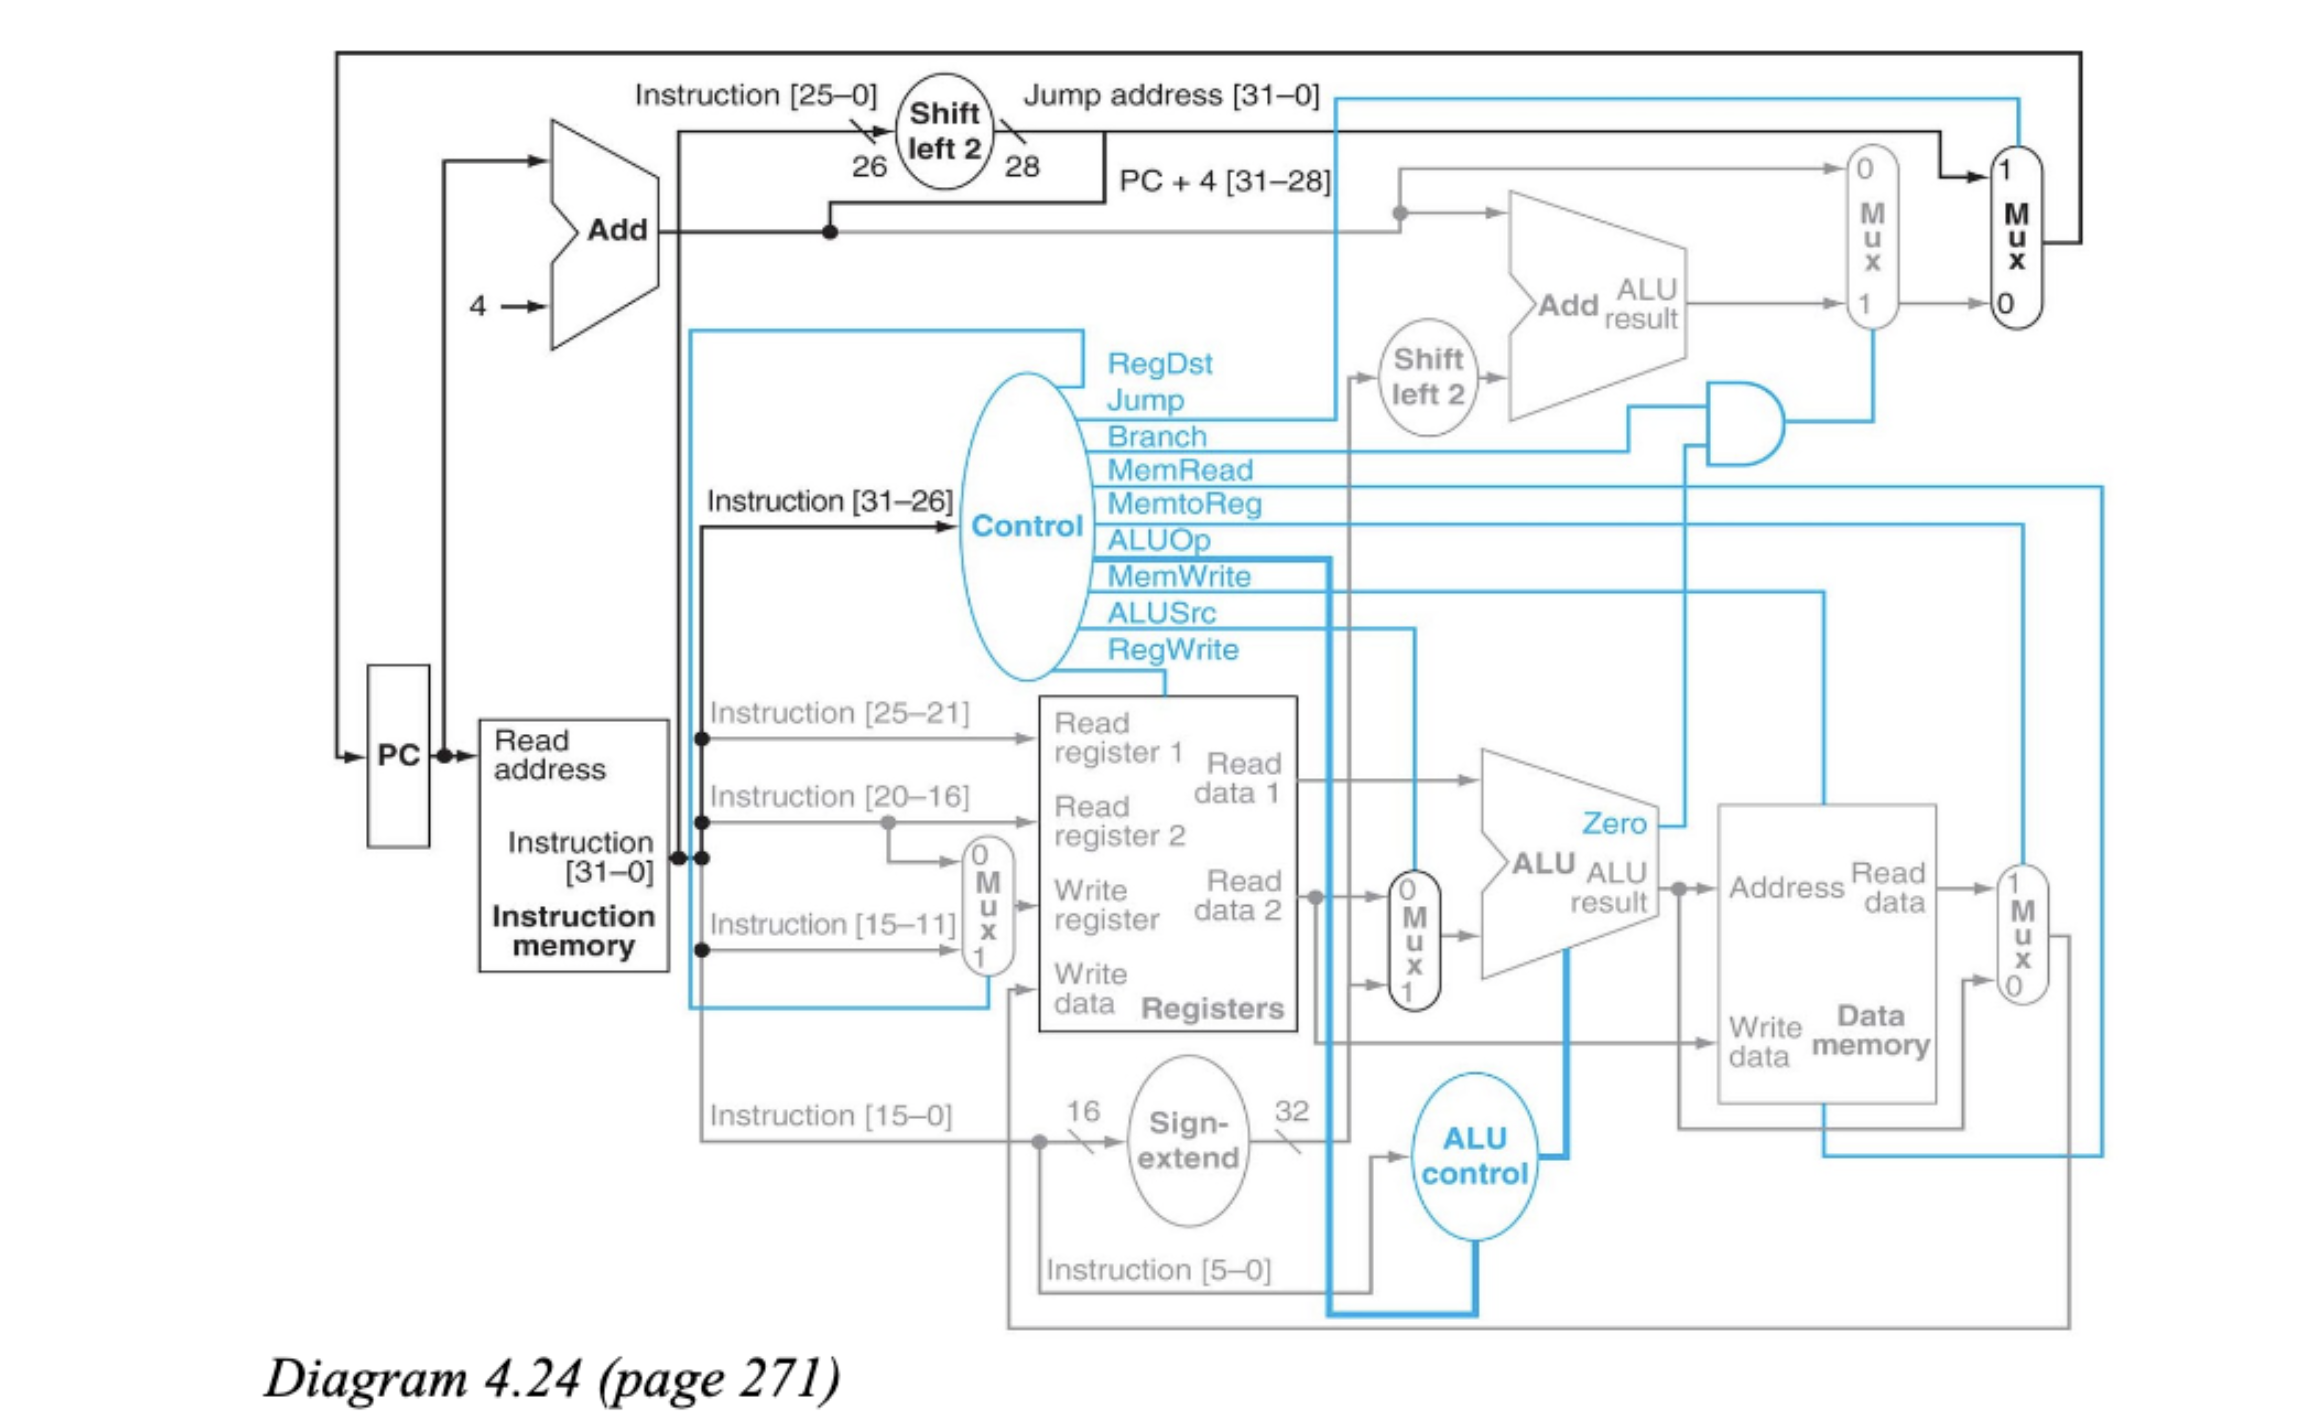 Instruction [25–0]
Shift
left 2
Jump address [31–0]
26
28
PC + 4 [31–28]
Add
4
0
M
u
x
1
1
M
u
x
0
Add
ALU
result
Shift
left 2
RegDst
Jump
Branch
MemRead
MemtoReg
ALUOp
MemWrite
ALUSrc
RegWrite
Instruction [31–26]
Control
PC
Read
address
Instruction
[31–0]
Instruction
memory
Instruction [25–21]
Instruction [20–16]
Instruction [15–11]
0
M
u
x
1
Read
register 1
Read
register 2
Write
register
Write
data
Read
data 1
Read
data 2
Registers
0
M
u
x
1
Zero
ALU
ALU
result
Address
Read
data
Write
data
Data
memory
1
M
u
x
0
Instruction [15–0]
16
Sign-
extend
32
ALU
control
Instruction [5–0]
Diagram 4.24 (page 271)